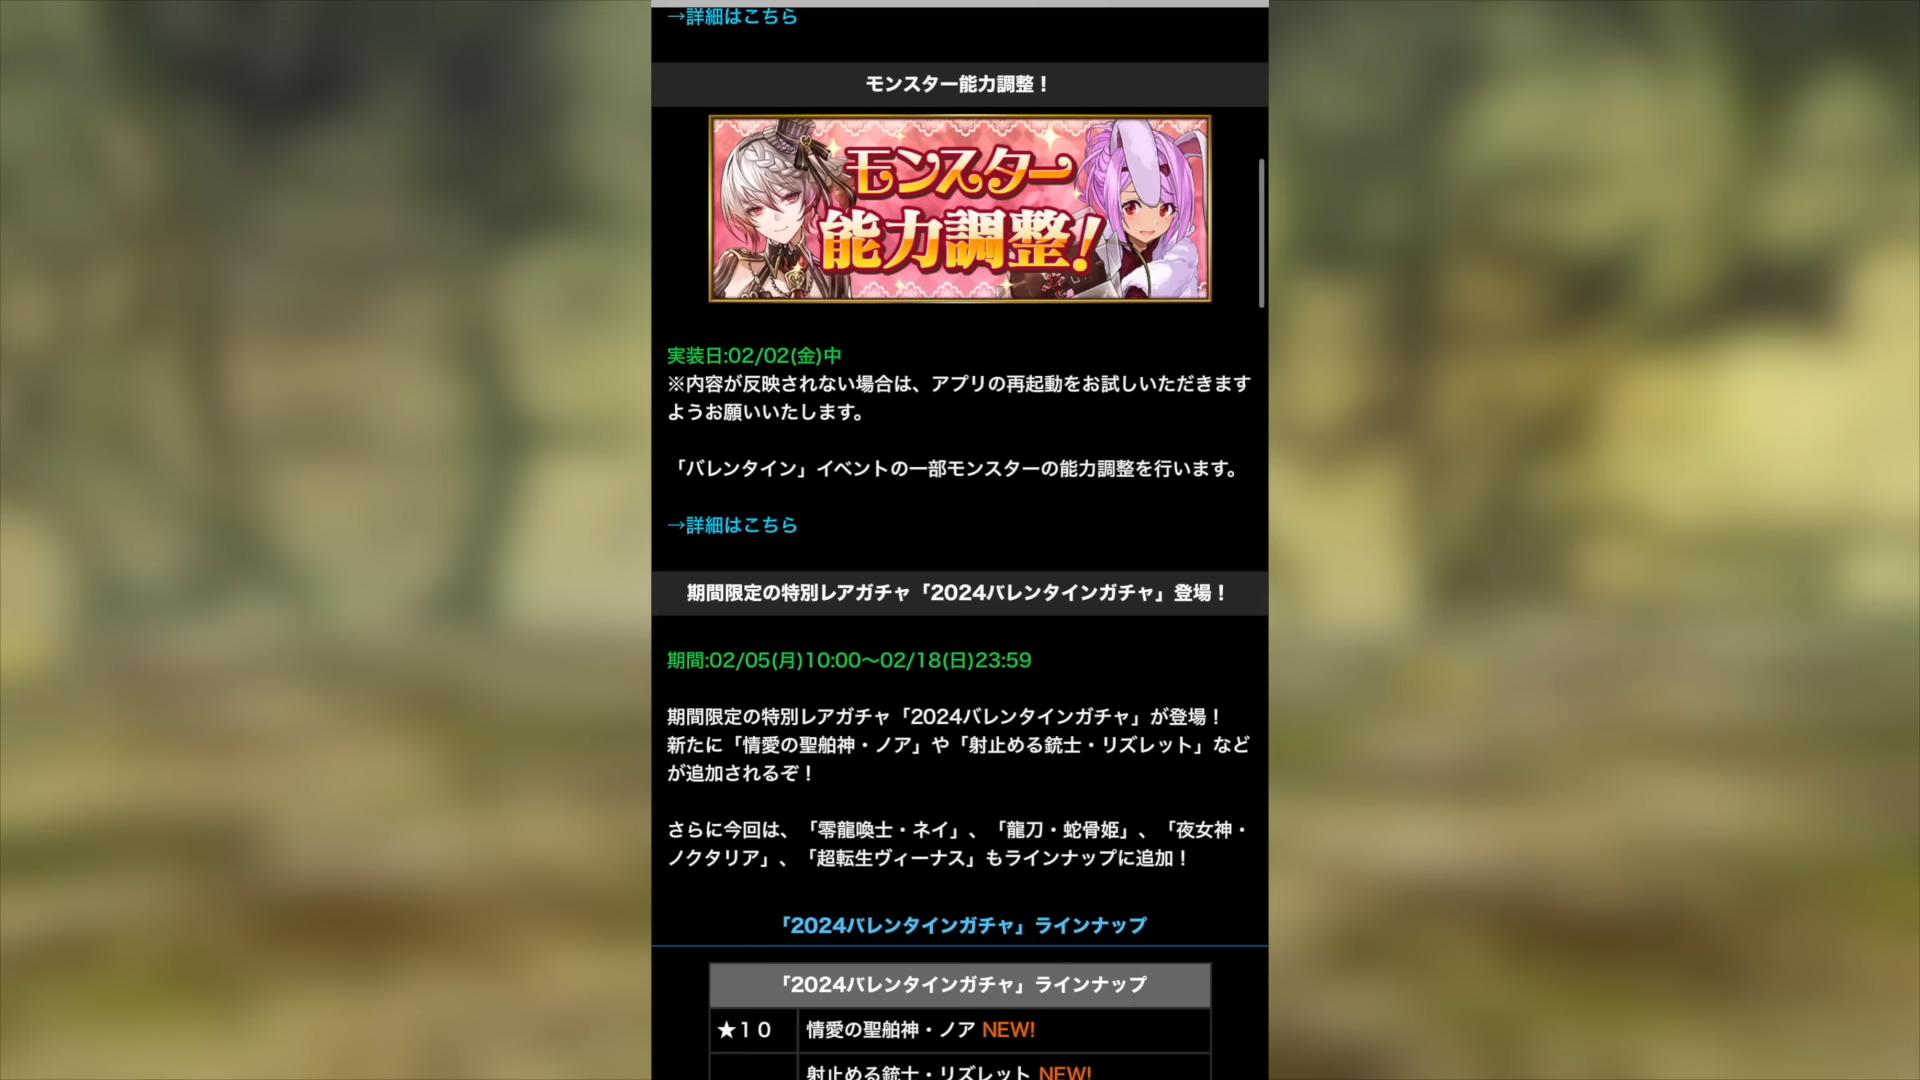 →詳細はこちら
モンスター能力調整！
モンスター
能力調整!
実装日:02/02(金)中
※内容が反映されない場合は、アプリの再起動をお試しいただきます
ようお願いいたします。
「バレンタイン」イベントの一部モンスターの能力調整を行います。
→詳細はこちら
期間限定の特別レアガチャ「2024バレンタインガチャ」登場！
期間:02/05(月)10:00〜02/18(日)23:59
期間限定の特別レアガチャ「2024バレンタインガチャ」が登場！
新たに「情愛の聖舶神・ノア」や「射止める銃士・リズレット」など
が追加されるぞ！
さらに今回は、「零龍喚士・ネイ」、「龍刀・蛇骨姫」、「夜女神・
ノクタリア」、「超転生ヴィーナス」もラインナップに追加！
「2024バレンタインガチャ」ラインナップ
「2024バレンタインガチャ」ラインナップ
★１０ 情愛の聖舶神・ノア NEW!
射止める銃士・リズレット NEW!